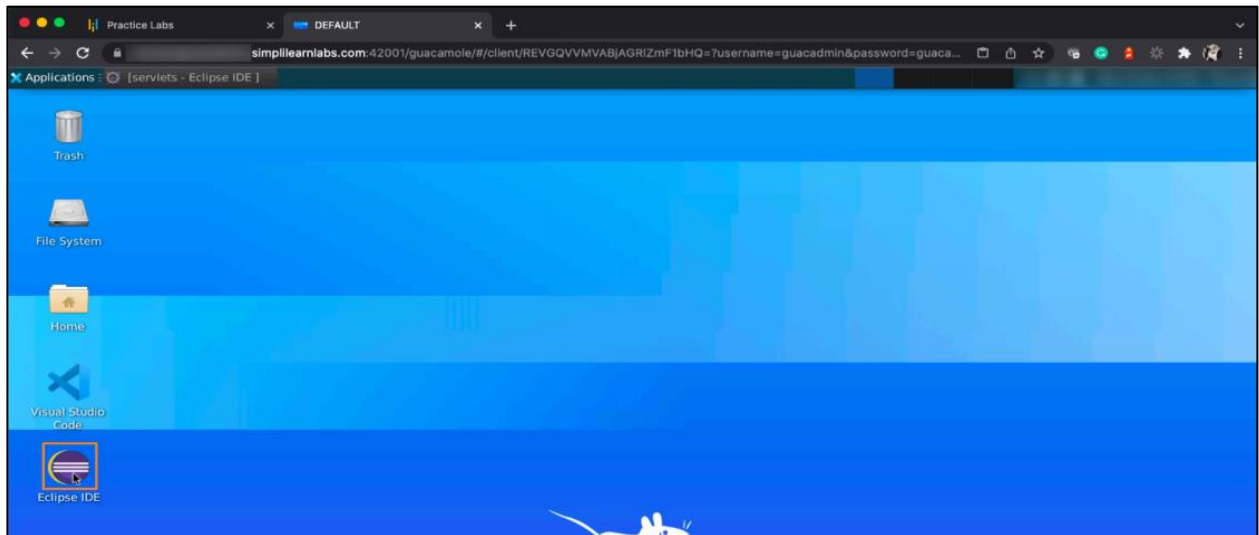 Practice Labs
DEFAULT
simplilearnlabs.com:42001/guacamole/#/client/REVGQVVMVABjAGRIZmF1bHQ=?username=guacadmin&password=guaca...
Applications
[servlets - Eclipse IDE ]
Trash
File System
Home
Visual Studio
Code
Eclipse IDE